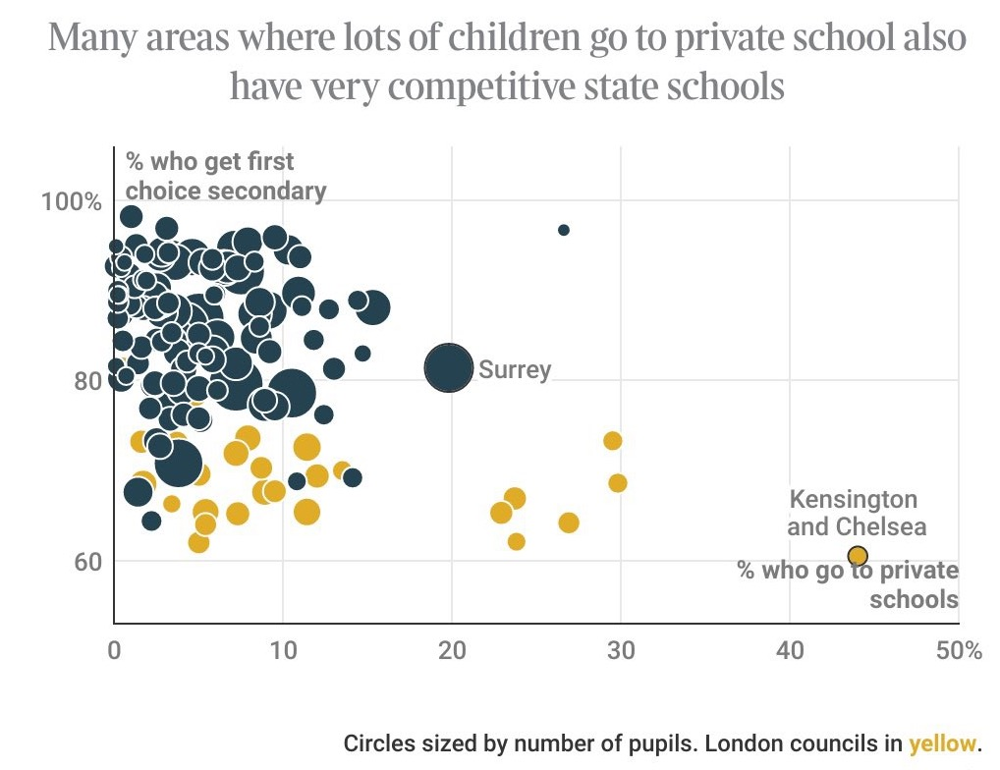 Many areas where lots of children go to private school also
have very competitive state schools
% who get first
choice secondary
100%
80
60
Surrey
Kensington
and Chelsea
% who go to private
schools
0 10 20 30 40 50%
Circles sized by number of pupils. London councils in yellow.